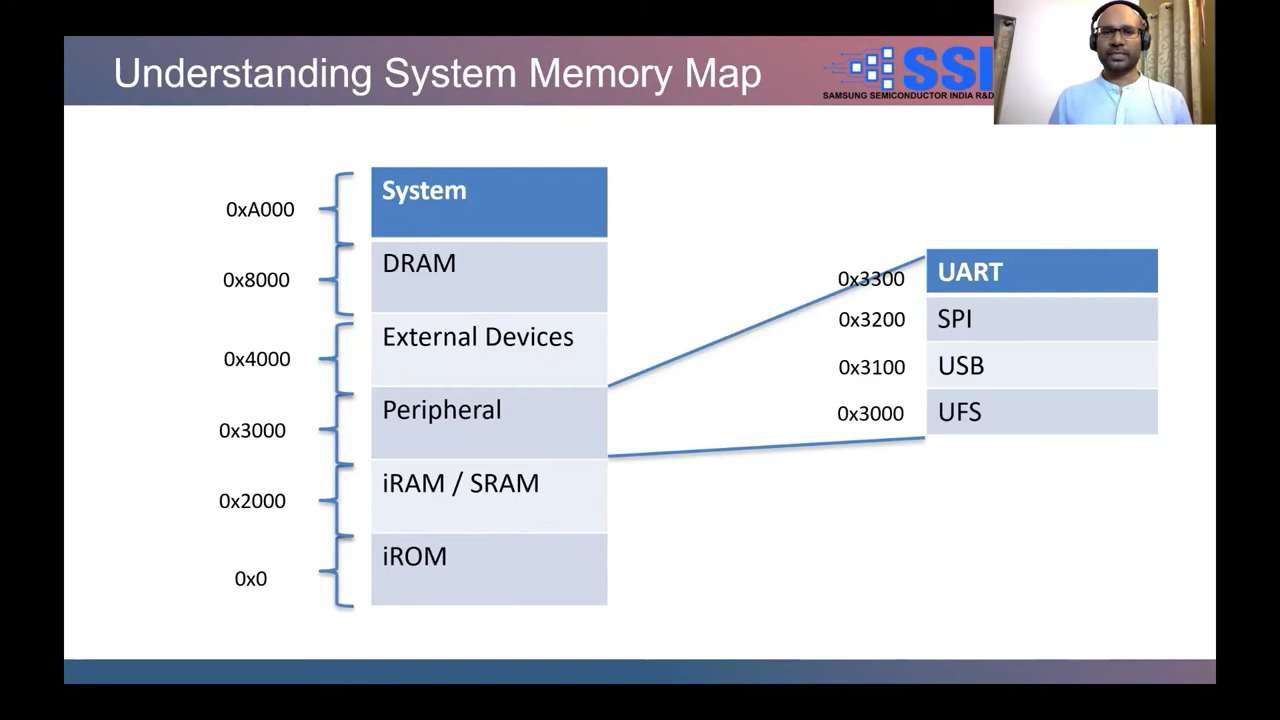 Understanding System Memory Map
SSI
SAMSUNG SEMICONDUCTOR INDIA R&D
0xA000
System
0x8000
DRAM
0x4000
External Devices
0x3000
Peripheral
0x2000
iRAM / SRAM
0x0
iROM
0x3300
UART
0x3200
SPI
0x3100
USB
0x3000
UFS